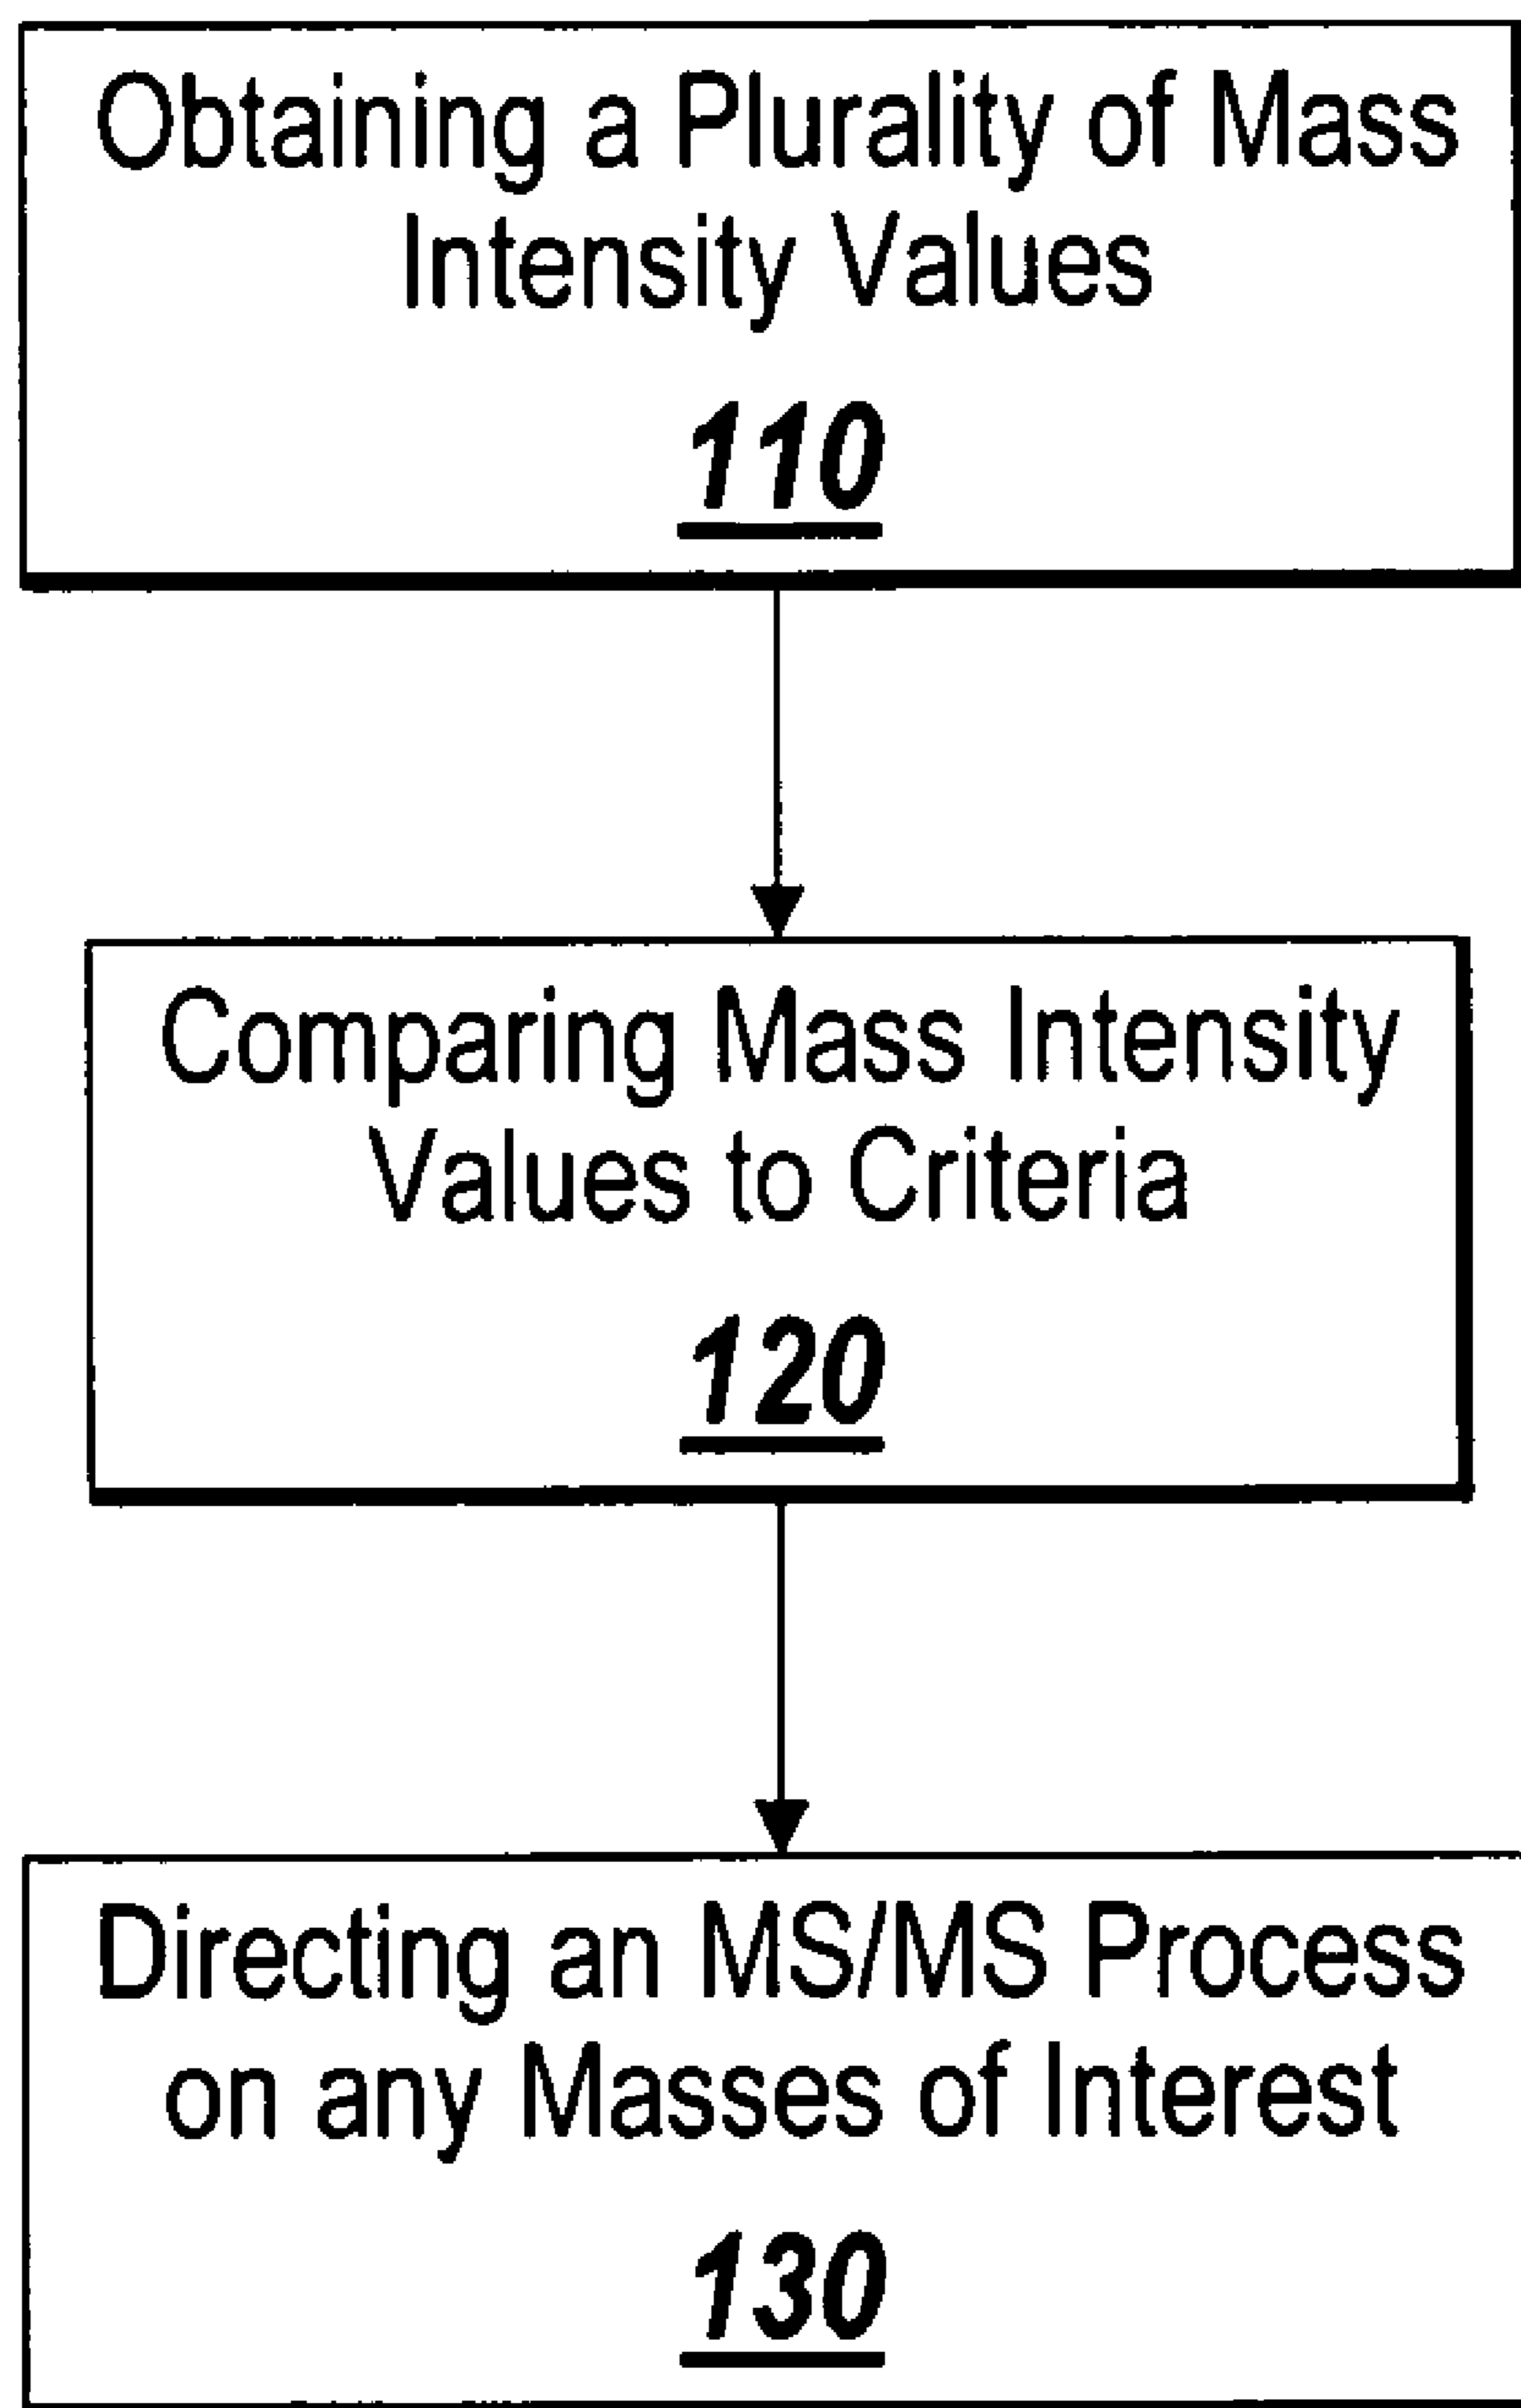 Obtaining a Plurality of Mass
Intensity Values
110
Comparing Mass Intensity
Values to Criteria
120
Directing an MS/MS Process
on any Masses of Interest
130